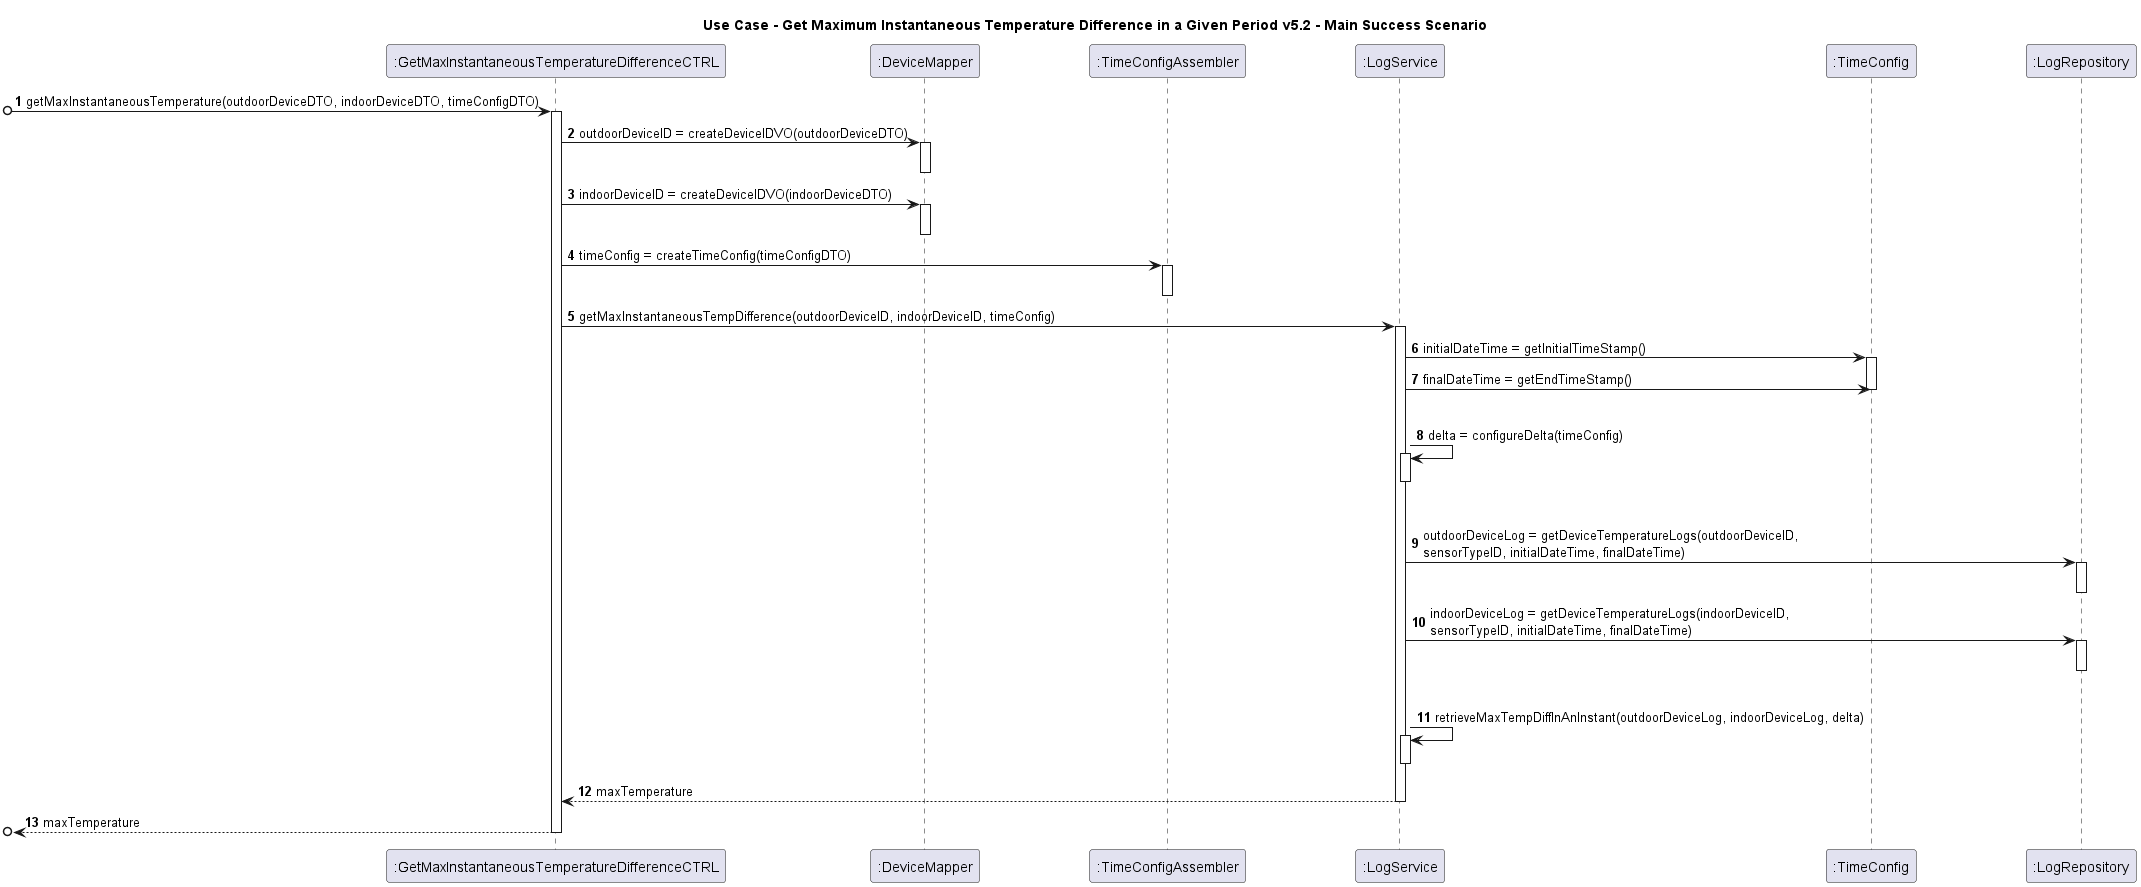 Use Case - Get Maximum Instantaneous Temperature Difference in a Given Period v5.2 - Main Success Scenario
:GetMaxInstantaneousTemperatureDifferenceCTRL
:DeviceMapper
:TimeConfigAssembler
:LogService
:TimeConfig
:LogRepository
1 getMaxInstantaneousTemperature(outdoorDeviceDTO, indoorDeviceDTO, timeConfigDTO)
2 outdoorDeviceID = createDeviceIDVO(outdoorDeviceDTO)
3 indoorDeviceID = createDeviceIDVO(indoorDeviceDTO)
4 timeConfig = createTimeConfig(timeConfigDTO)
5 getMaxInstantaneousTempDifference(outdoorDeviceID, indoorDeviceID, timeConfig)
6 initialDateTime = getInitialTimeStamp()
7 finalDateTime = getEndTimeStamp()
8 delta = configureDelta(timeConfig)
9 outdoorDeviceLog = getDeviceTemperatureLogs(outdoorDeviceID,
sensorTypeID, initialDateTime, finalDateTime)
10 indoorDeviceLog = getDeviceTemperatureLogs(indoorDeviceID,
sensorTypeID, initialDateTime, finalDateTime)
11 retrieveMaxTempDiffInAnInstant(outdoorDeviceLog, indoorDeviceLog, delta)
12 maxTemperature
13 maxTemperature
:GetMaxInstantaneousTemperatureDifferenceCTRL
:DeviceMapper
:TimeConfigAssembler
:LogService
:TimeConfig
:LogRepository